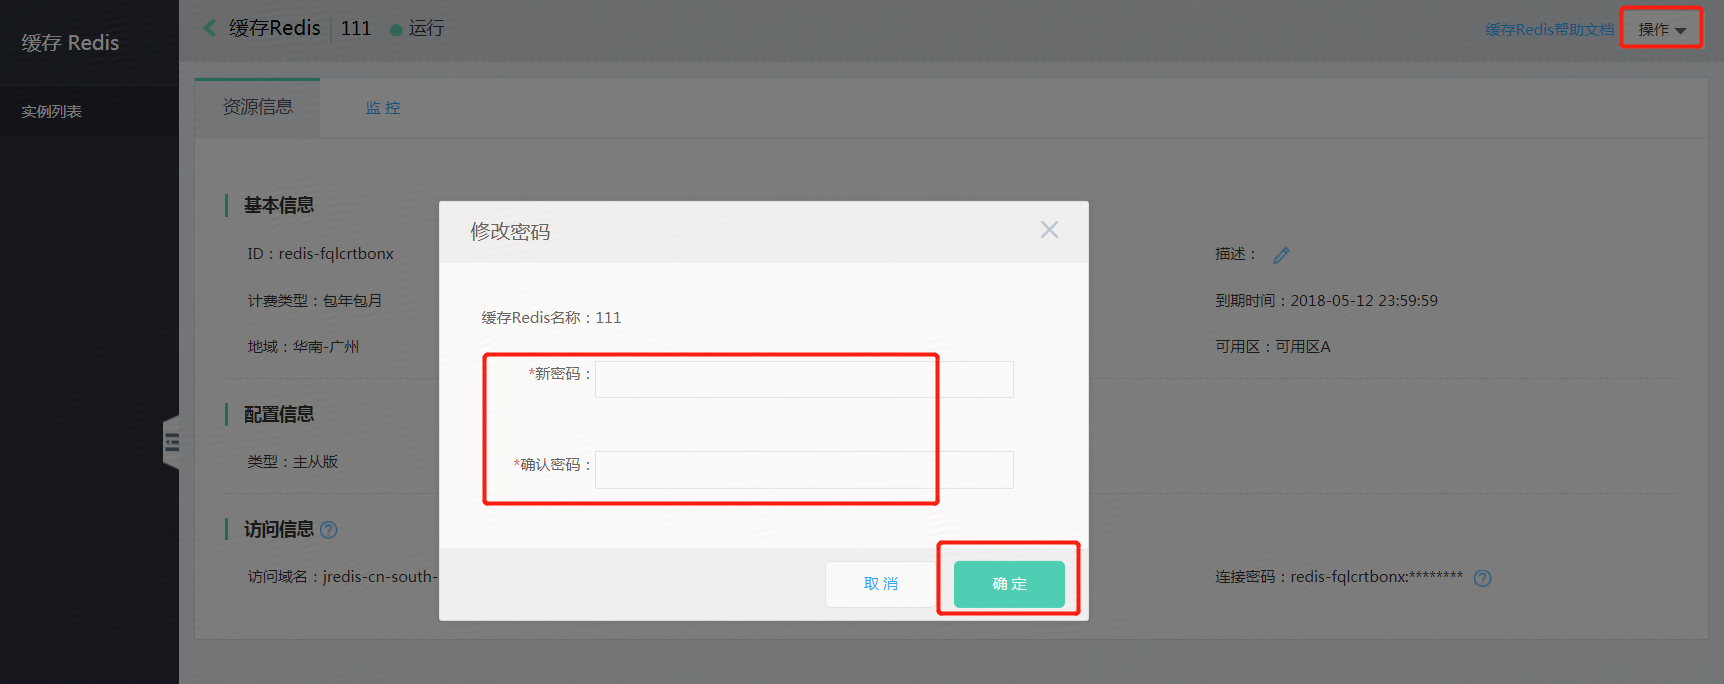 缓存 Redis
实例列表
缓存Redis 111 运行
缓存Redis帮助文档 操作
资源信息 监 控
基本信息
ID：redis-fqlcrtbonx
描述：
计费类型：包年包月
到期时间：2018-05-12 23:59:59
地域：华南-广州
可用区：可用区A
配置信息
类型：主从版
访问信息
访问域名：jredis-cn-south-
连接密码：redis-fqlcrtbonx:********
修改密码
缓存Redis名称：111
*新密码：
*确认密码：
取 消 确 定